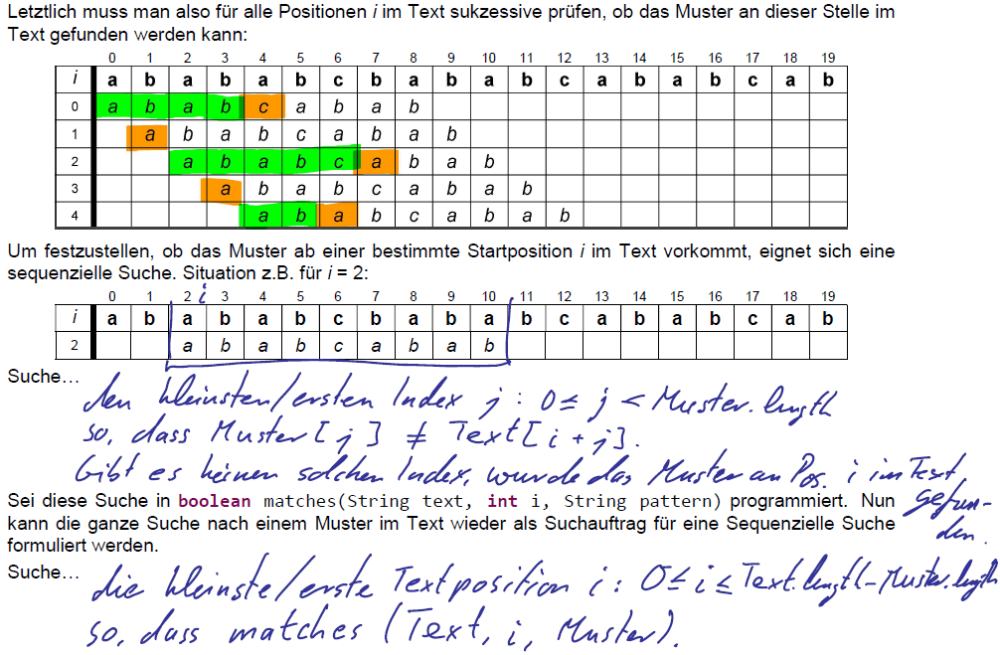 Letztlich muss man also für alle Positionen i im Text sukzessive prüfen, ob das Muster an dieser Stelle im
Text gefunden werden kann:
0 1 2 3 4 5 6 7 8 9 10 11 12 13 14 15 16 17 18 19
i a b a b a b c b a b a b c a b a b c a b
0 a b a b c a b a b
1 a b a b c a b a b
2 a b a b c a b a b
3 a b a b c a b a b
4 a b a b c a b a b
Um festzustellen, ob das Muster ab einer bestimmte Startposition i im Text vorkommt, eignet sich eine
sequenzielle Suche. Situation z.B. für i = 2:
0 1 2 i 3 4 5 6 7 8 9 10 11 12 13 14 15 16 17 18 19
i a b a b a b c b a b a b c a b a b c a b
2 a b a b c a b a b
Suche… den kleinsten/ersten Index j : 0 ≤ j < Muster.length
so, dass Muster[j] ≠ Text[i+j].
Gibt es keinen solchen Index, wurde das Muster an Pos. i im Text
gefun-
den.
Sei diese Suche in boolean matches(String text, int i, String pattern) programmiert. Nun
kann die ganze Suche nach einem Muster im Text wieder als Suchauftrag für eine Sequenzielle Suche
formuliert werden.
Suche… die kleinste/erste Textposition i : 0 ≤ i ≤ Text.length-Muster.length
so, dass matches (Text, i, Muster).